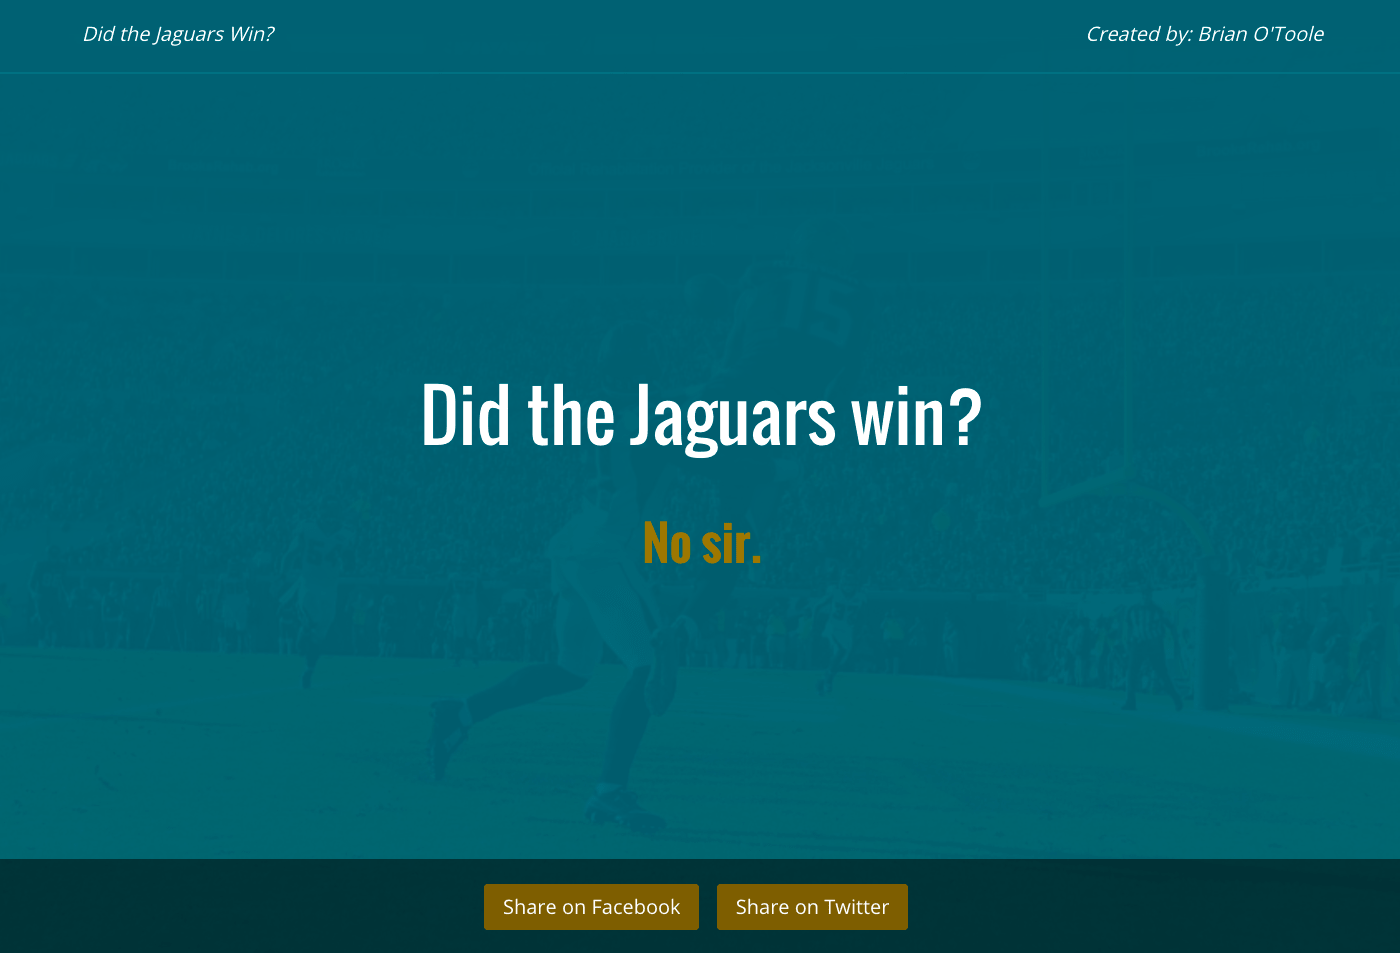 Did the Jaguars Win?
Created by: Brian O'Toole
15
Did the Jaguars win?
No sir.
Share on Facebook
Share on Twitter